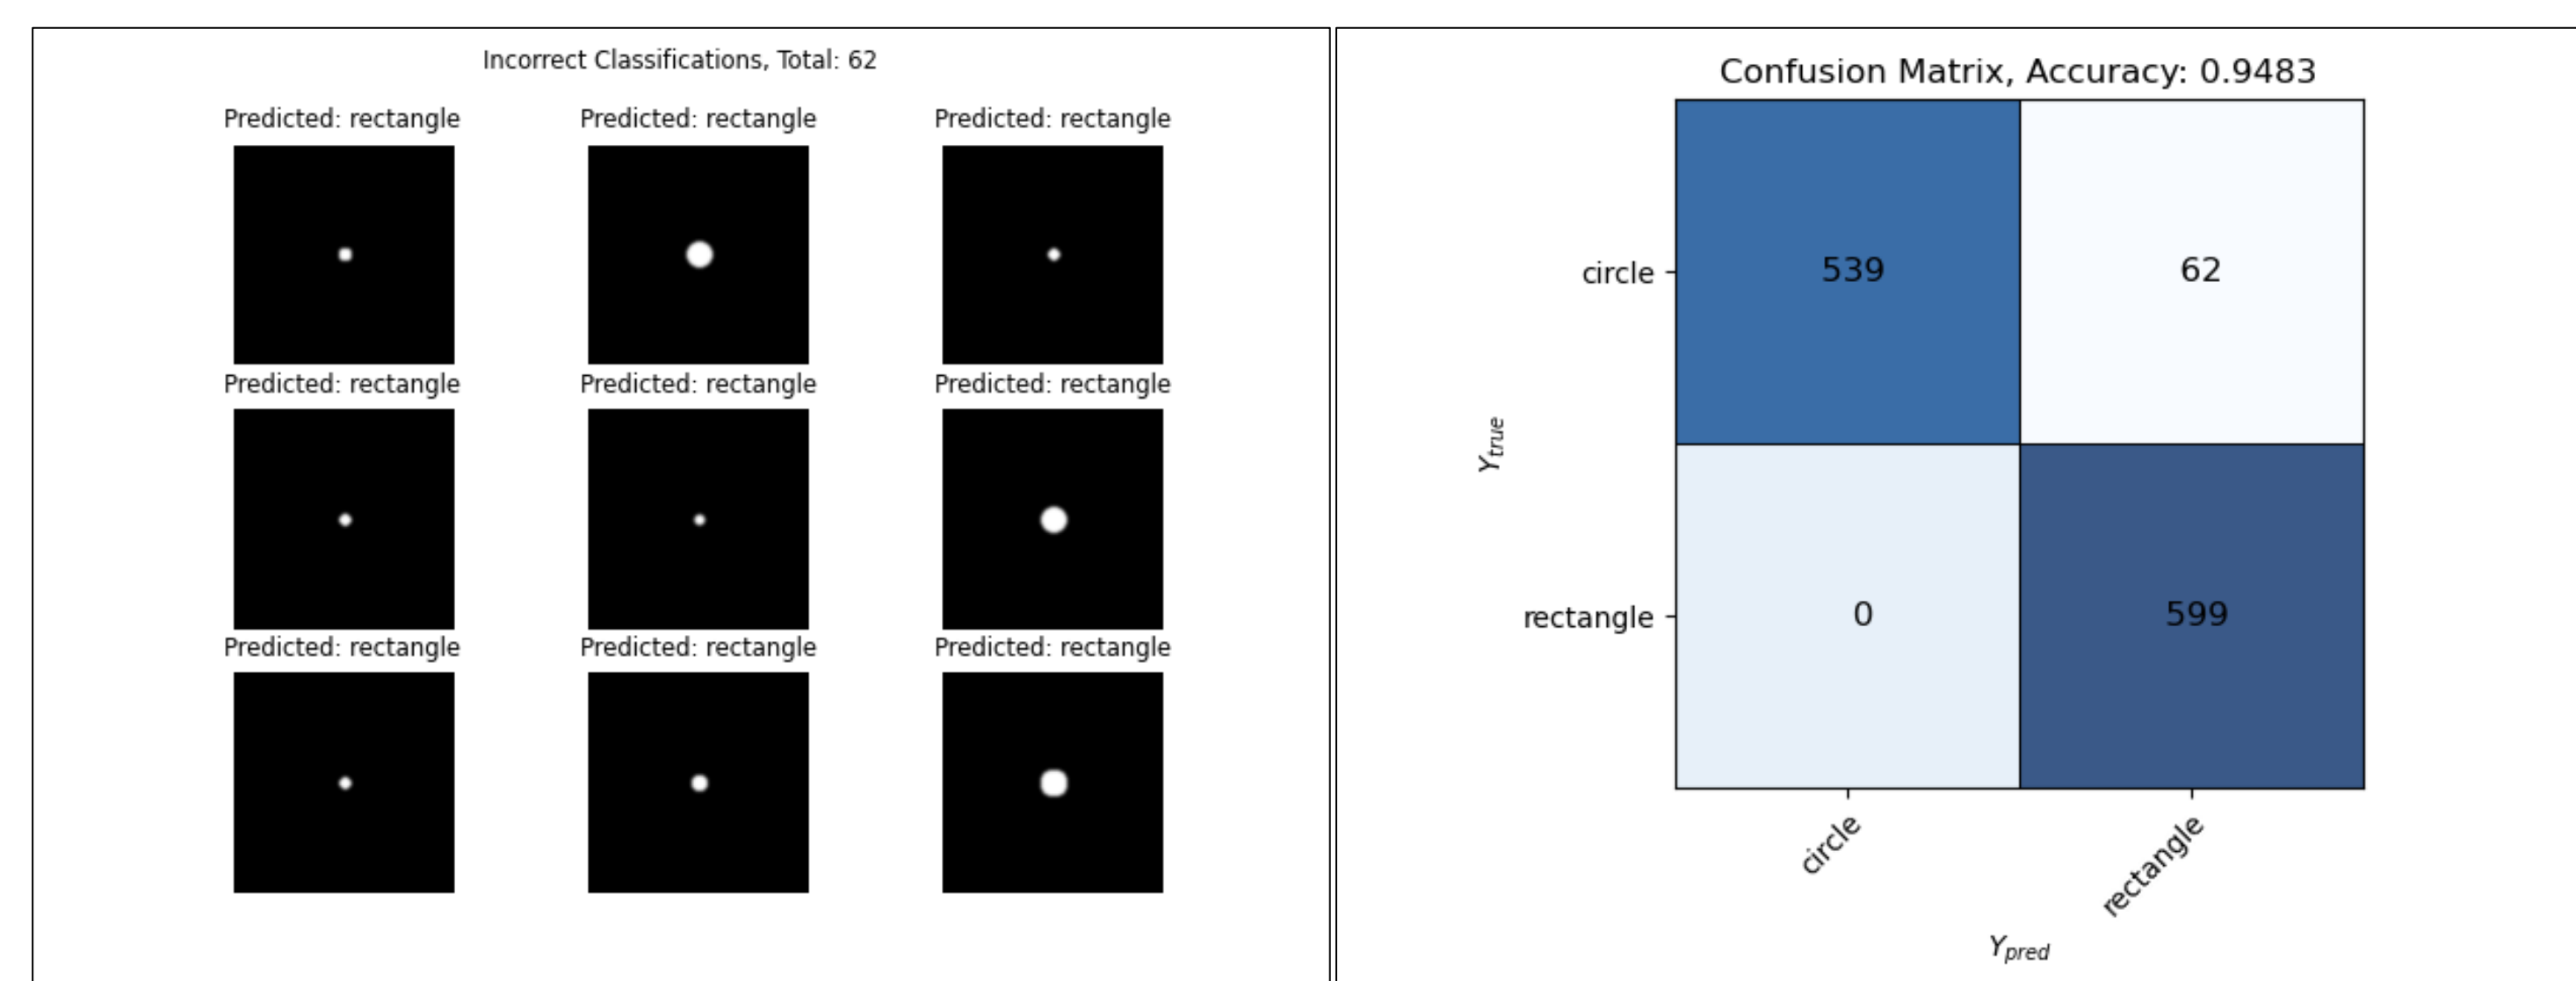 Incorrect Classifications, Total: 62
Predicted: rectangle
Predicted: rectangle
Predicted: rectangle
Predicted: rectangle
Predicted: rectangle
Predicted: rectangle
Predicted: rectangle
Predicted: rectangle
Predicted: rectangle
Confusion Matrix, Accuracy: 0.9483
circle
539
62
Ytrue
rectangle
0
599
circle
rectangle
Ypred